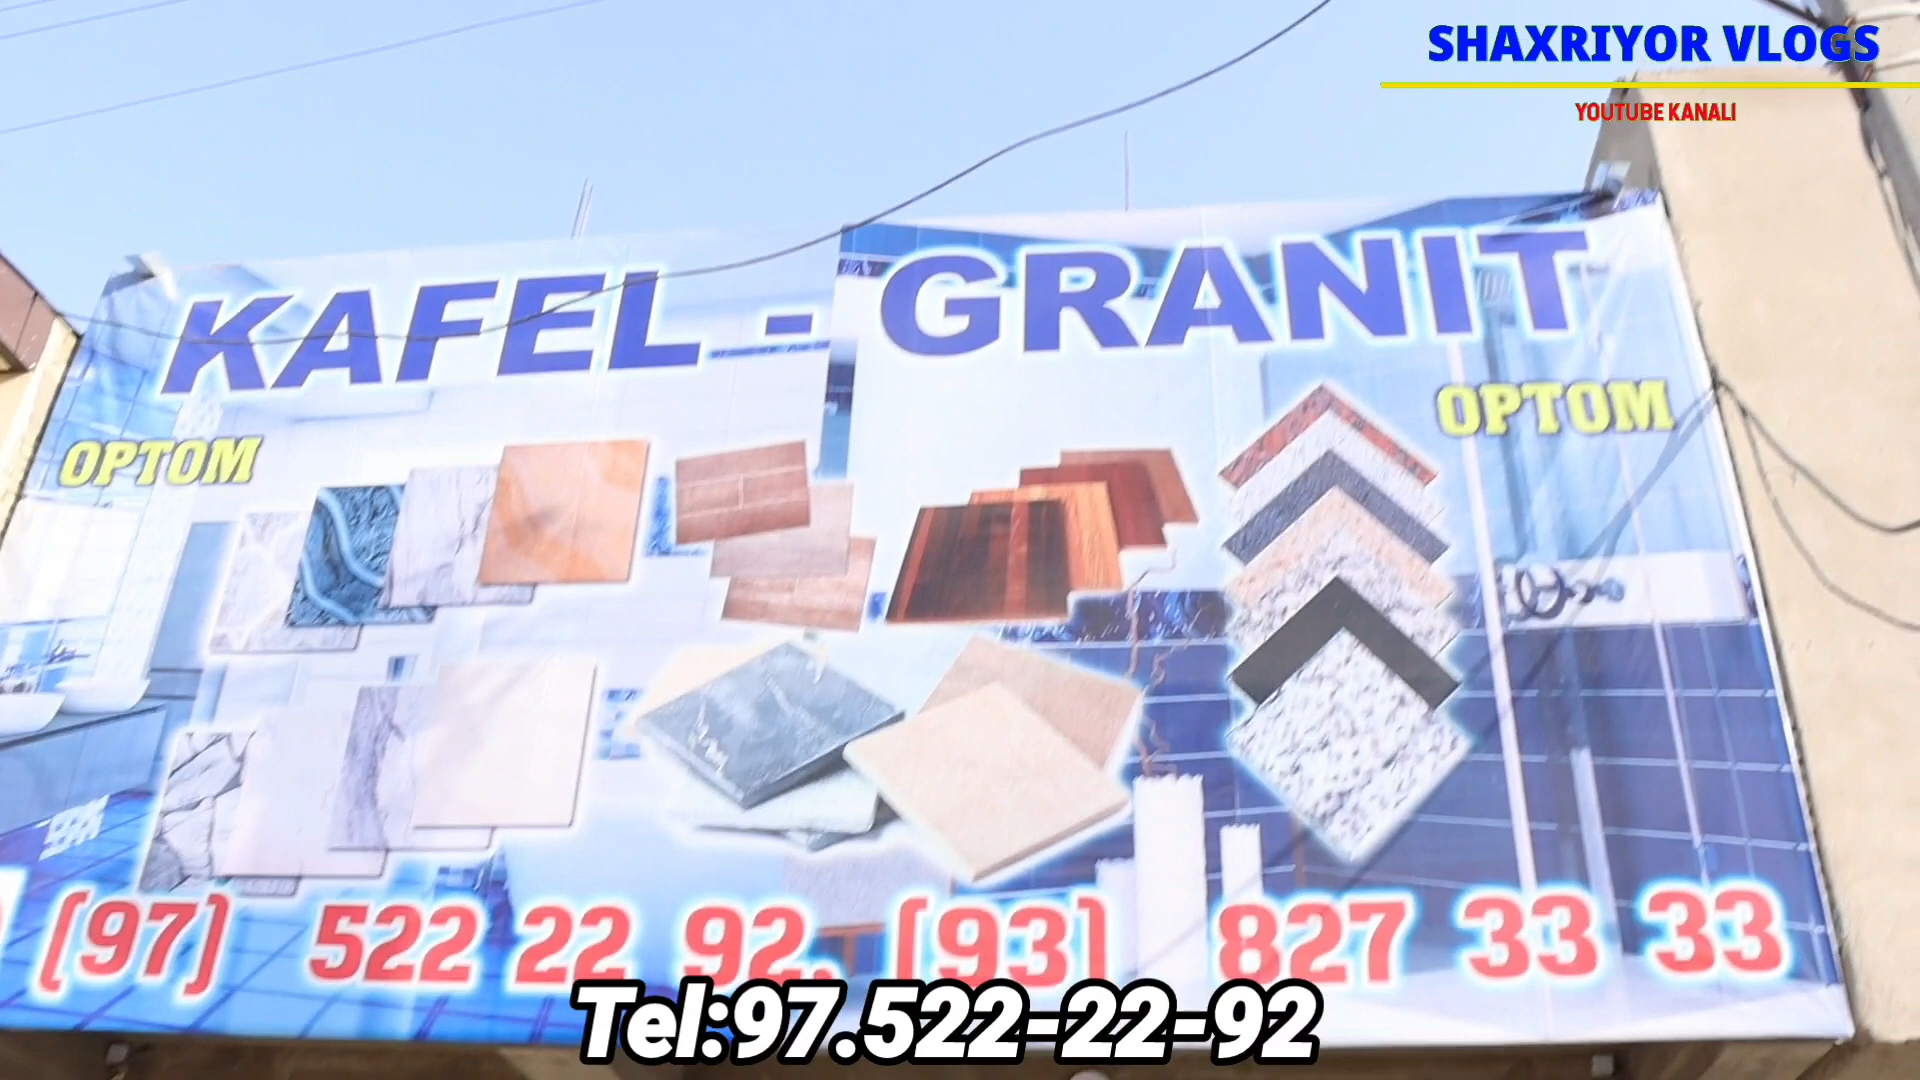 SHAXRIYOR VLOGS
YOUTUBE KANALI
KAFEL - GRANIT
OPTOM
OPTOM
(97) 522 22 92, (93) 827 33 33
Tel:97.522-22-92